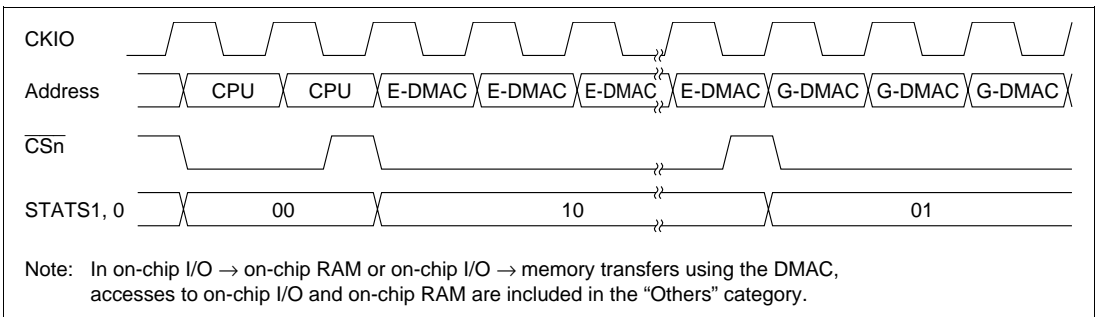 CKIO
Address CPU CPU E-DMAC E-DMAC E-DMAC E-DMAC G-DMAC G-DMAC G-DMAC
CSn
STATS1, 0 00 10 01
Note: In on-chip I/O → on-chip RAM or on-chip I/O → memory transfers using the DMAC,
accesses to on-chip I/O and on-chip RAM are included in the “Others” category.